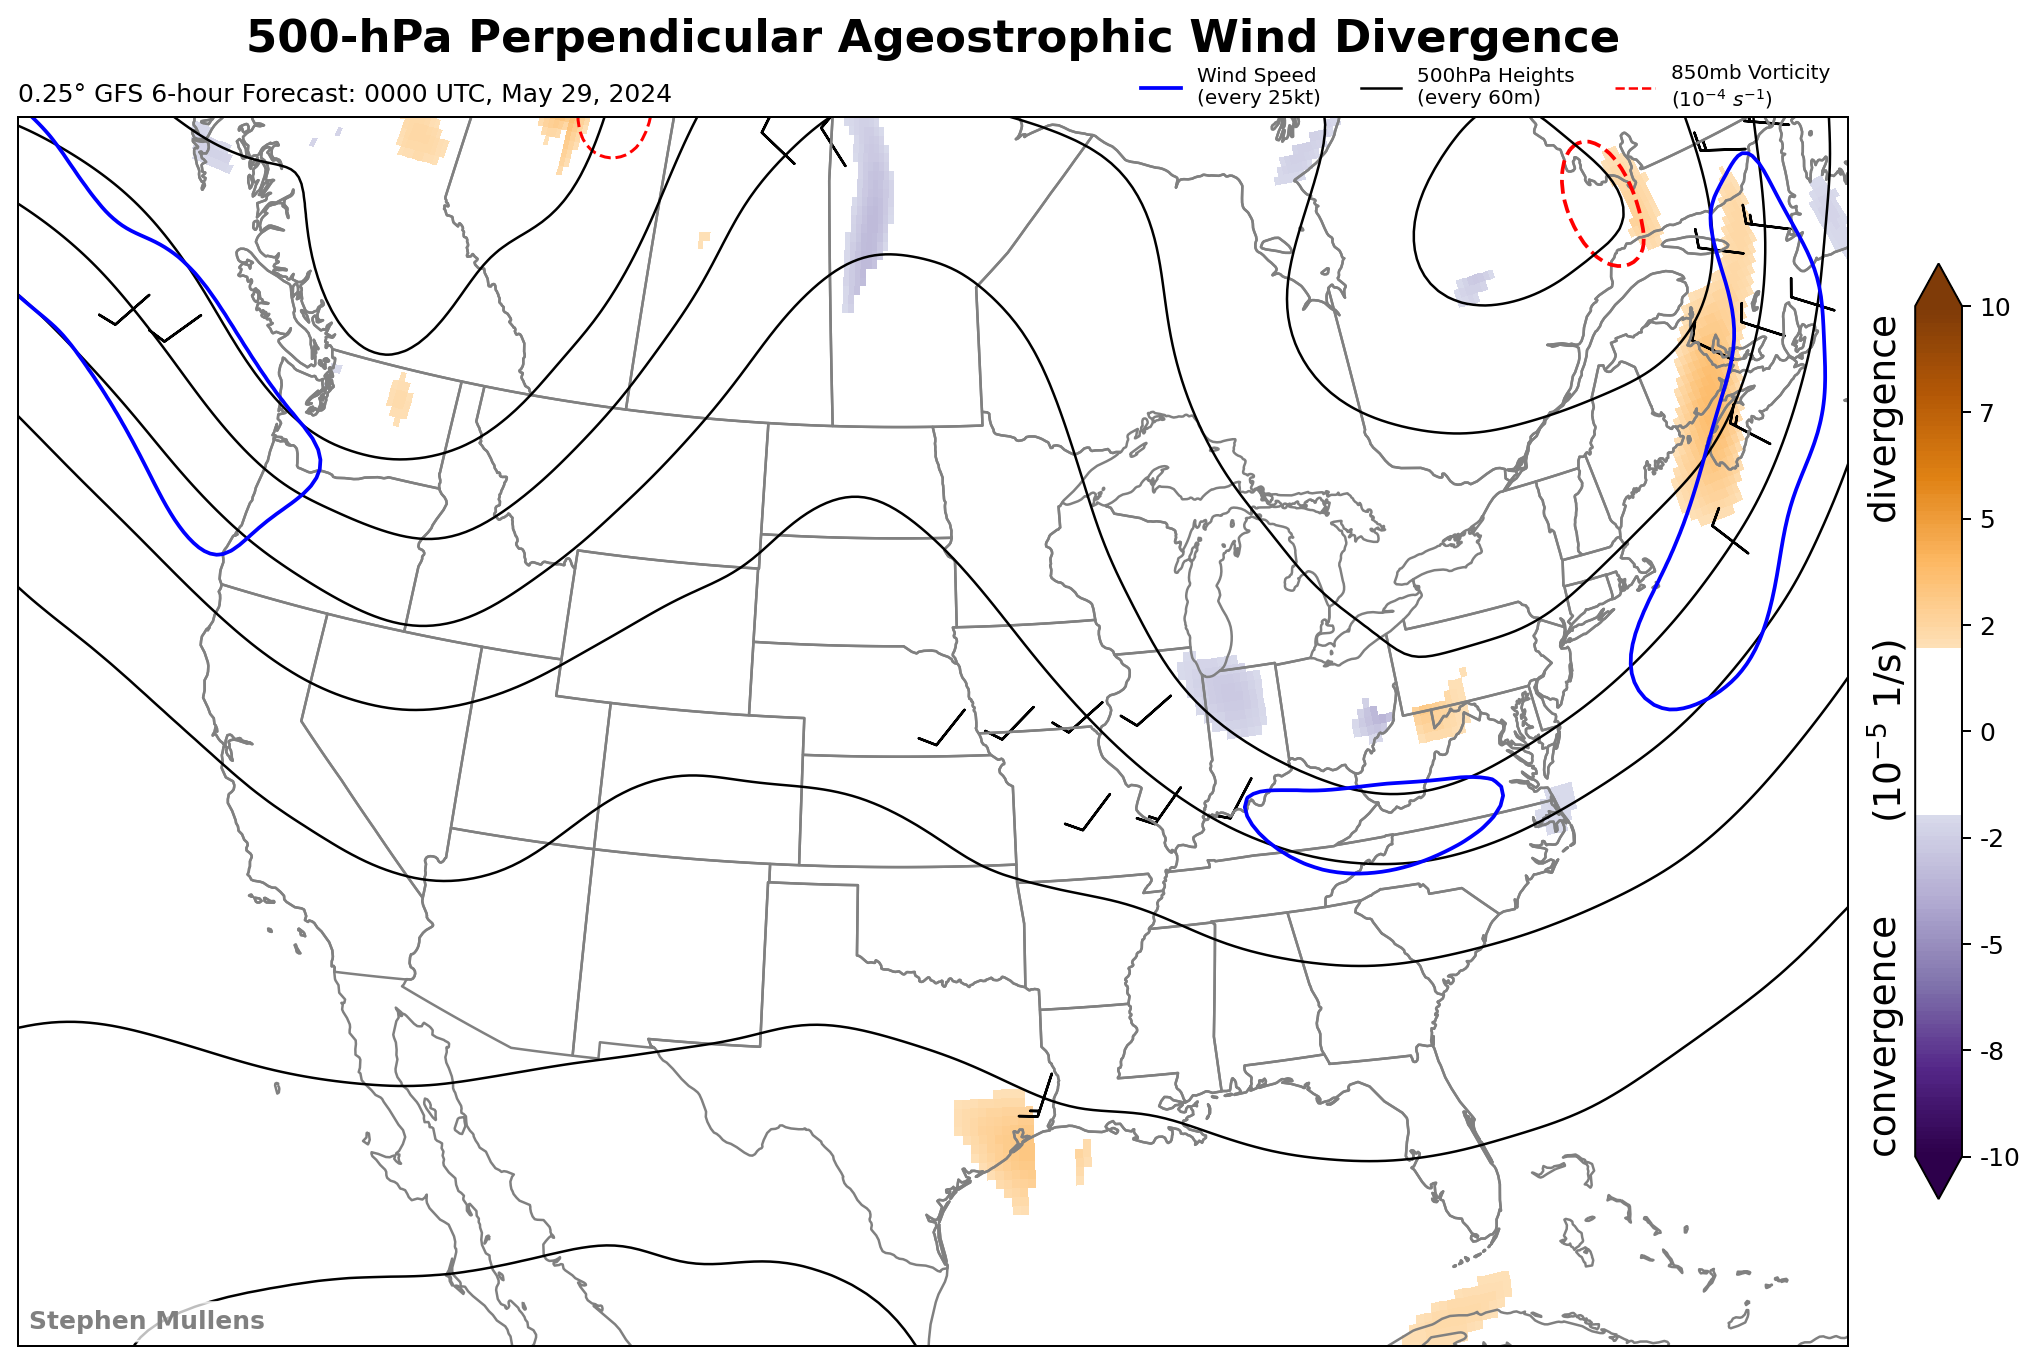 500-hPa Perpendicular Ageostrophic Wind Divergence
0.25° GFS 6-hour Forecast: 0000 UTC, May 29, 2024
Wind Speed
(every 25kt)
500hPa Heights
(every 60m)
850mb Vorticity
(10⁻⁴ s⁻¹)
10
7
5
2
0
-2
-5
-8
-10
convergence (10⁻⁵ 1/s) divergence
Stephen Mullens